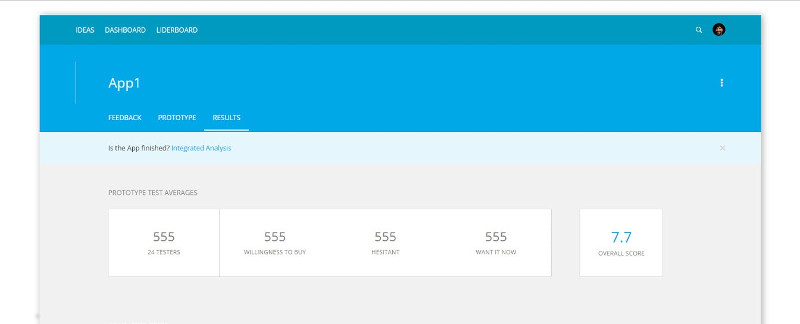 IDEAS DASHBOARD LIDERBOARD
App1
FEEDBACK PROTOTYPE RESULTS
Is the App finished? Integrated Analysis
PROTOTYPE TEST AVERAGES
555 555 555 555 7.7
24 TESTERS WILLINGNESS TO BUY HESITANT WANT IT NOW OVERALL SCORE